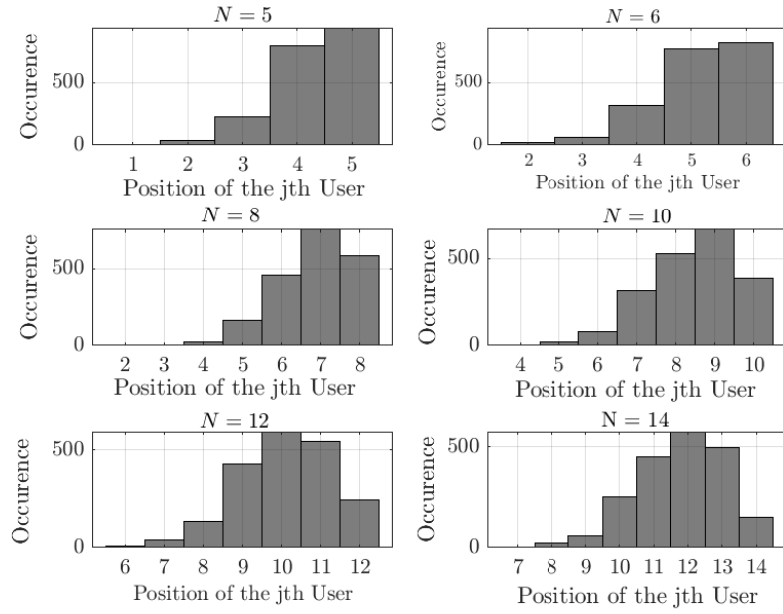 N = 5
Occurence
500
0
1 2 3 4 5
Position of the jth User
N = 6
Occurence
500
0
2 3 4 5 6
Position of the jth User
N = 8
Occurence
500
0
2 3 4 5 6 7 8
Position of the jth User
N = 10
Occurence
500
0
4 5 6 7 8 9 10
Position of the jth User
N = 12
Occurence
500
0
6 7 8 9 10 11 12
Position of the jth User
N = 14
Occurence
500
0
7 8 9 10 11 12 13 14
Position of the jth User